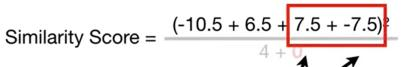 (-10.5 + 6.5 + 7.5 + -7.5)²
Similarity Score =
4 + 0